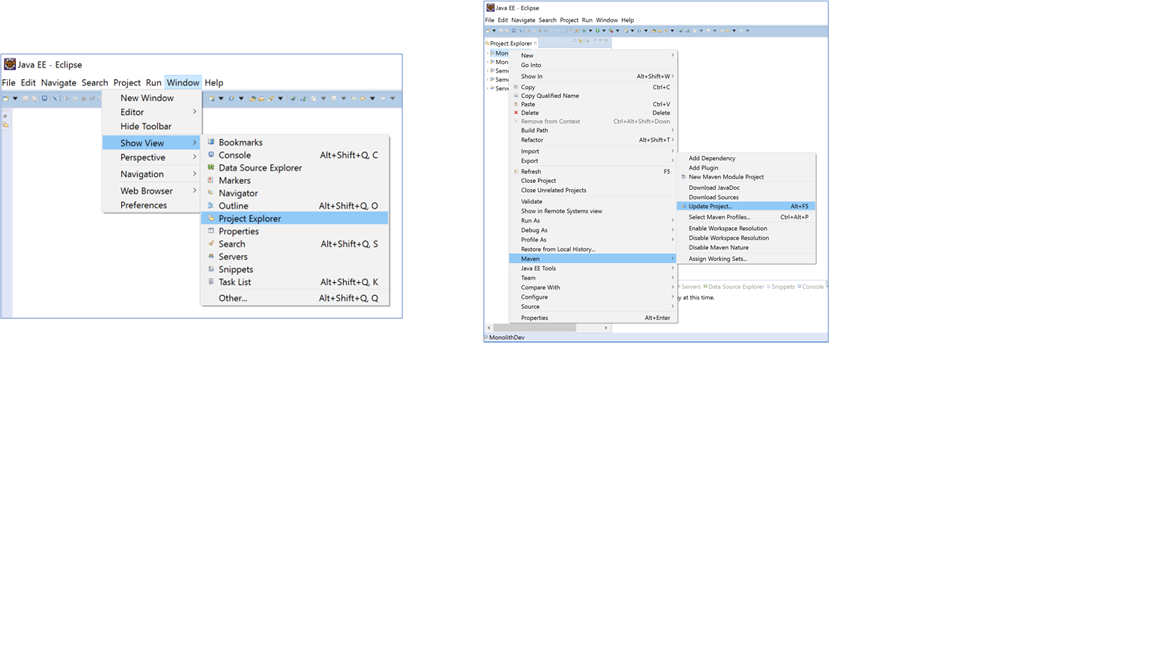 Java EE - Eclipse
File Edit Navigate Search Project Run Window Help
New Window
Editor
Hide Toolbar
Show View
Perspective
Navigation
Web Browser
Preferences
Bookmarks
Console Alt+Shift+Q, C
Data Source Explorer
Markers
Navigator
Outline Alt+Shift+Q, O
Project Explorer
Properties
Search Alt+Shift+Q, S
Servers
Snippets
Task List Alt+Shift+Q, K
Other... Alt+Shift+Q, Q
Java EE - Eclipse
File Edit Navigate Search Project Run Window Help
Project Explorer
Mon
Mon
Seme
Seme
Serve
New
Go Into
Show In Alt+Shift+W
Copy Ctrl+C
Copy Qualified Name
Paste Ctrl+V
Delete Delete
Remove from Context Ctrl+Alt+Shift+Down
Build Path
Refactor Alt+Shift+T
Import
Export
Refresh F5
Close Project
Close Unrelated Projects
Validate
Show in Remote Systems view
Run As
Debug As
Profile As
Restore from Local History...
Maven
Java EE Tools
Team
Compare With
Configure
Source
Properties Alt+Enter
Add Dependency
Add Plugin
New Maven Module Project
Download JavaDoc
Download Sources
Update Project... Alt+F5
Select Maven Profiles... Ctrl+Alt+P
Enable Workspace Resolution
Disable Workspace Resolution
Disable Maven Nature
Assign Working Sets...
Servers Data Source Explorer Snippets Console
y at this time.
MonolithDev